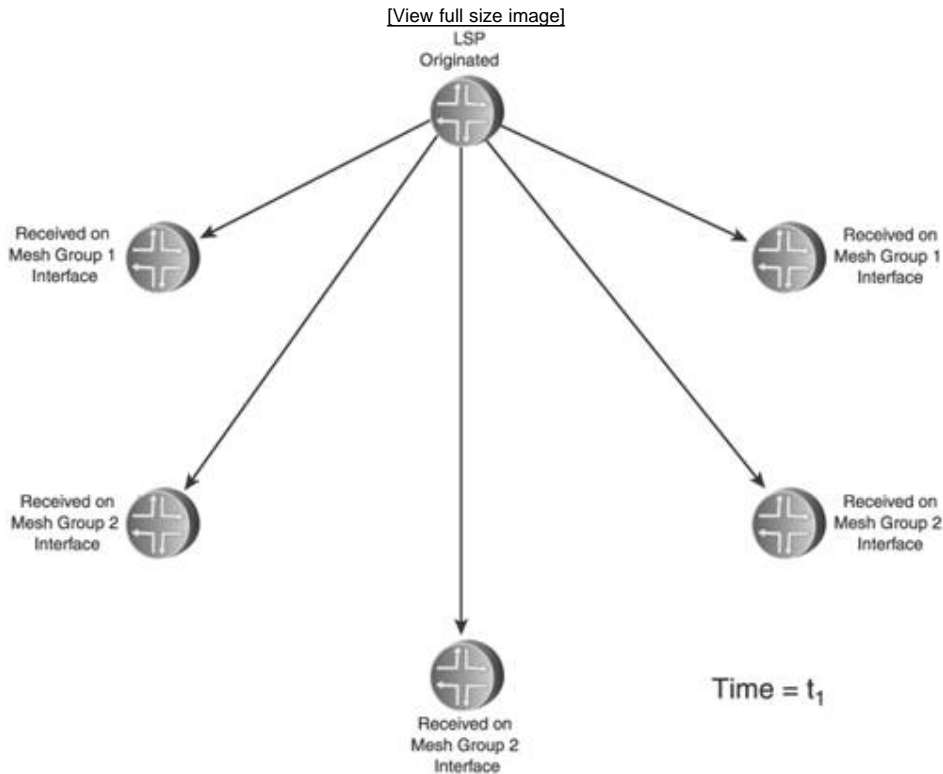 [View full size image]
LSP
Originated
Received on
Mesh Group 1
Interface
Received on
Mesh Group 1
Interface
Received on
Mesh Group 2
Interface
Received on
Mesh Group 2
Interface
Received on
Mesh Group 2
Interface
Time = t₁